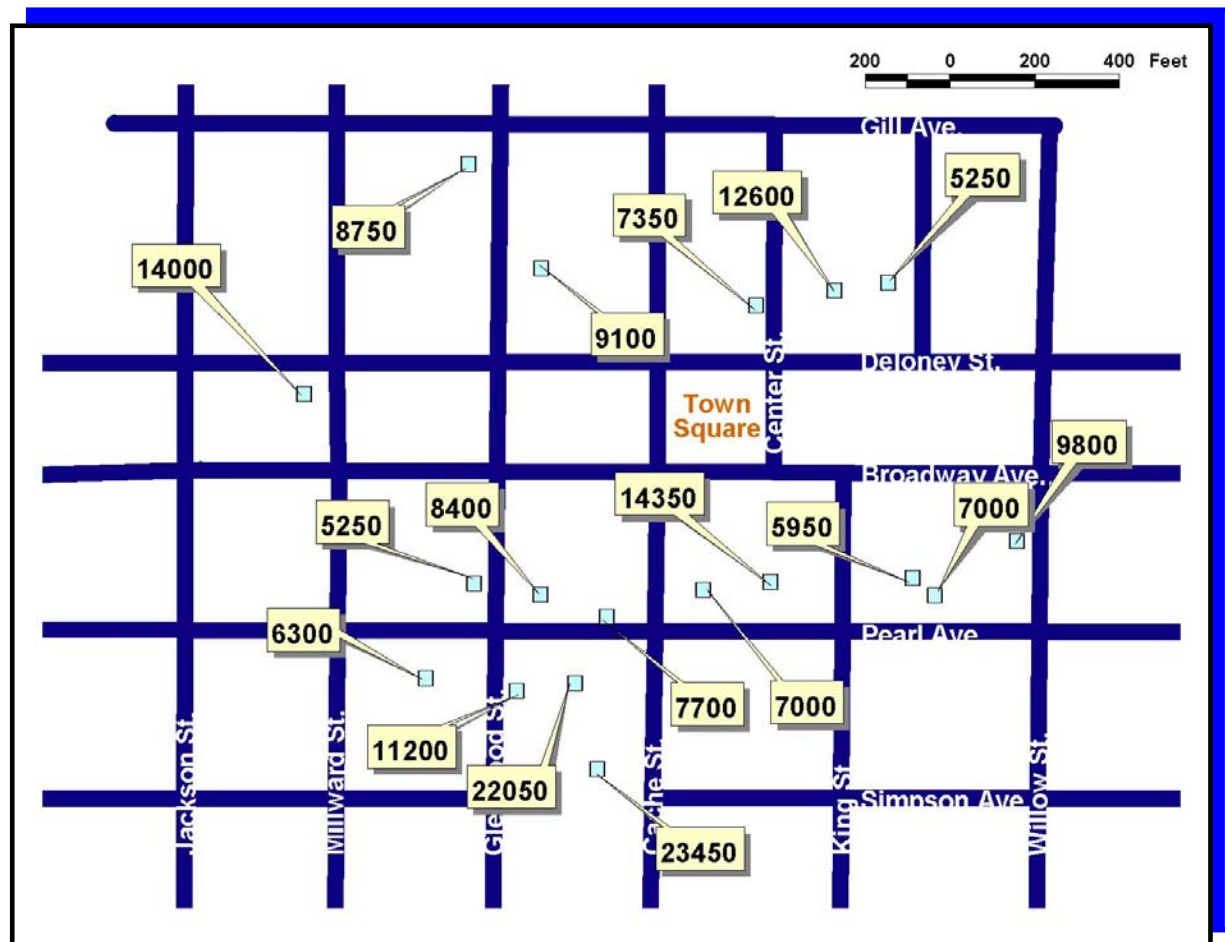 200 0 200 400 Feet
Gill Ave.
5250
12600
7350
8750
14000
9100
Deloney St.
Center St.
Town
Square
9800
Broadway Ave.
14350
7000
8400
5950
5250
6300
Pearl Ave
7700
7000
11200
22050
Jackson St.
Millward St.
Cache St.
King St
Simpson Ave
Willow St.
23450